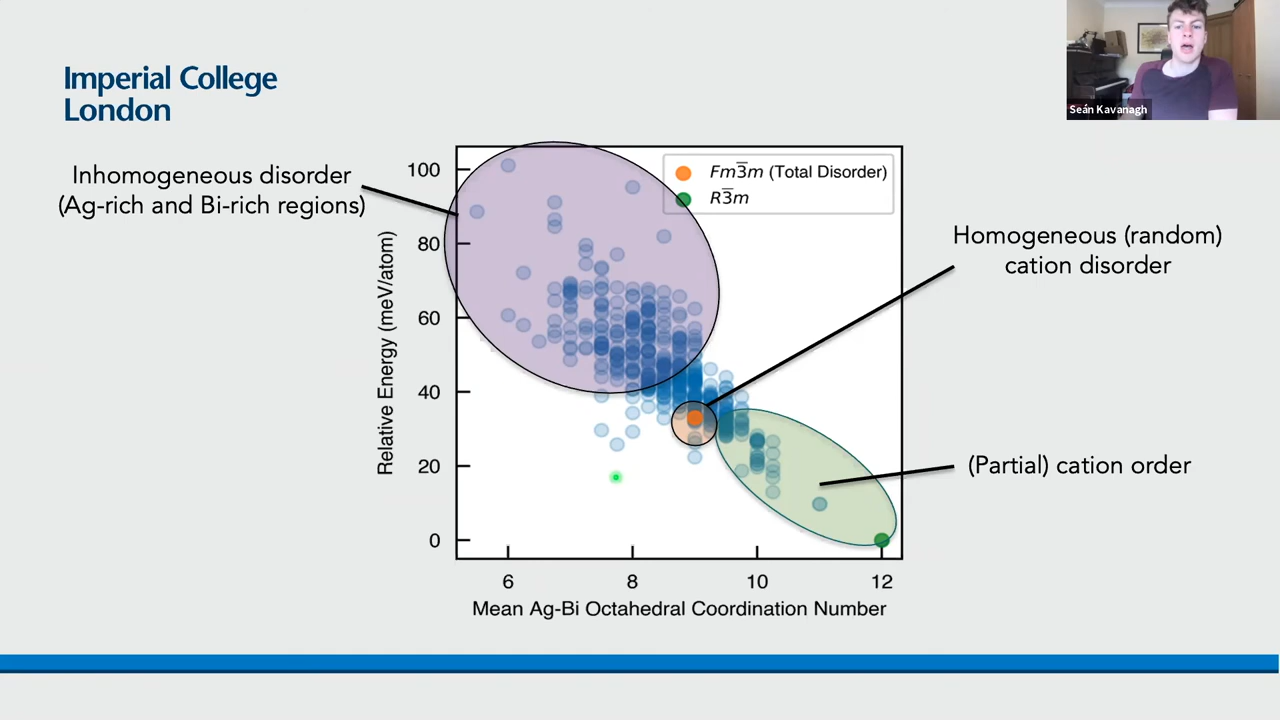 Imperial College
London
Seán Kavanagh
Inhomogeneous disorder
(Ag-rich and Bi-rich regions)
Fm3̅m (Total Disorder)
R3̅m
Homogeneous (random)
cation disorder
(Partial) cation order
Relative Energy (meV/atom)
100
80
60
40
20
0
6 8 10 12
Mean Ag-Bi Octahedral Coordination Number